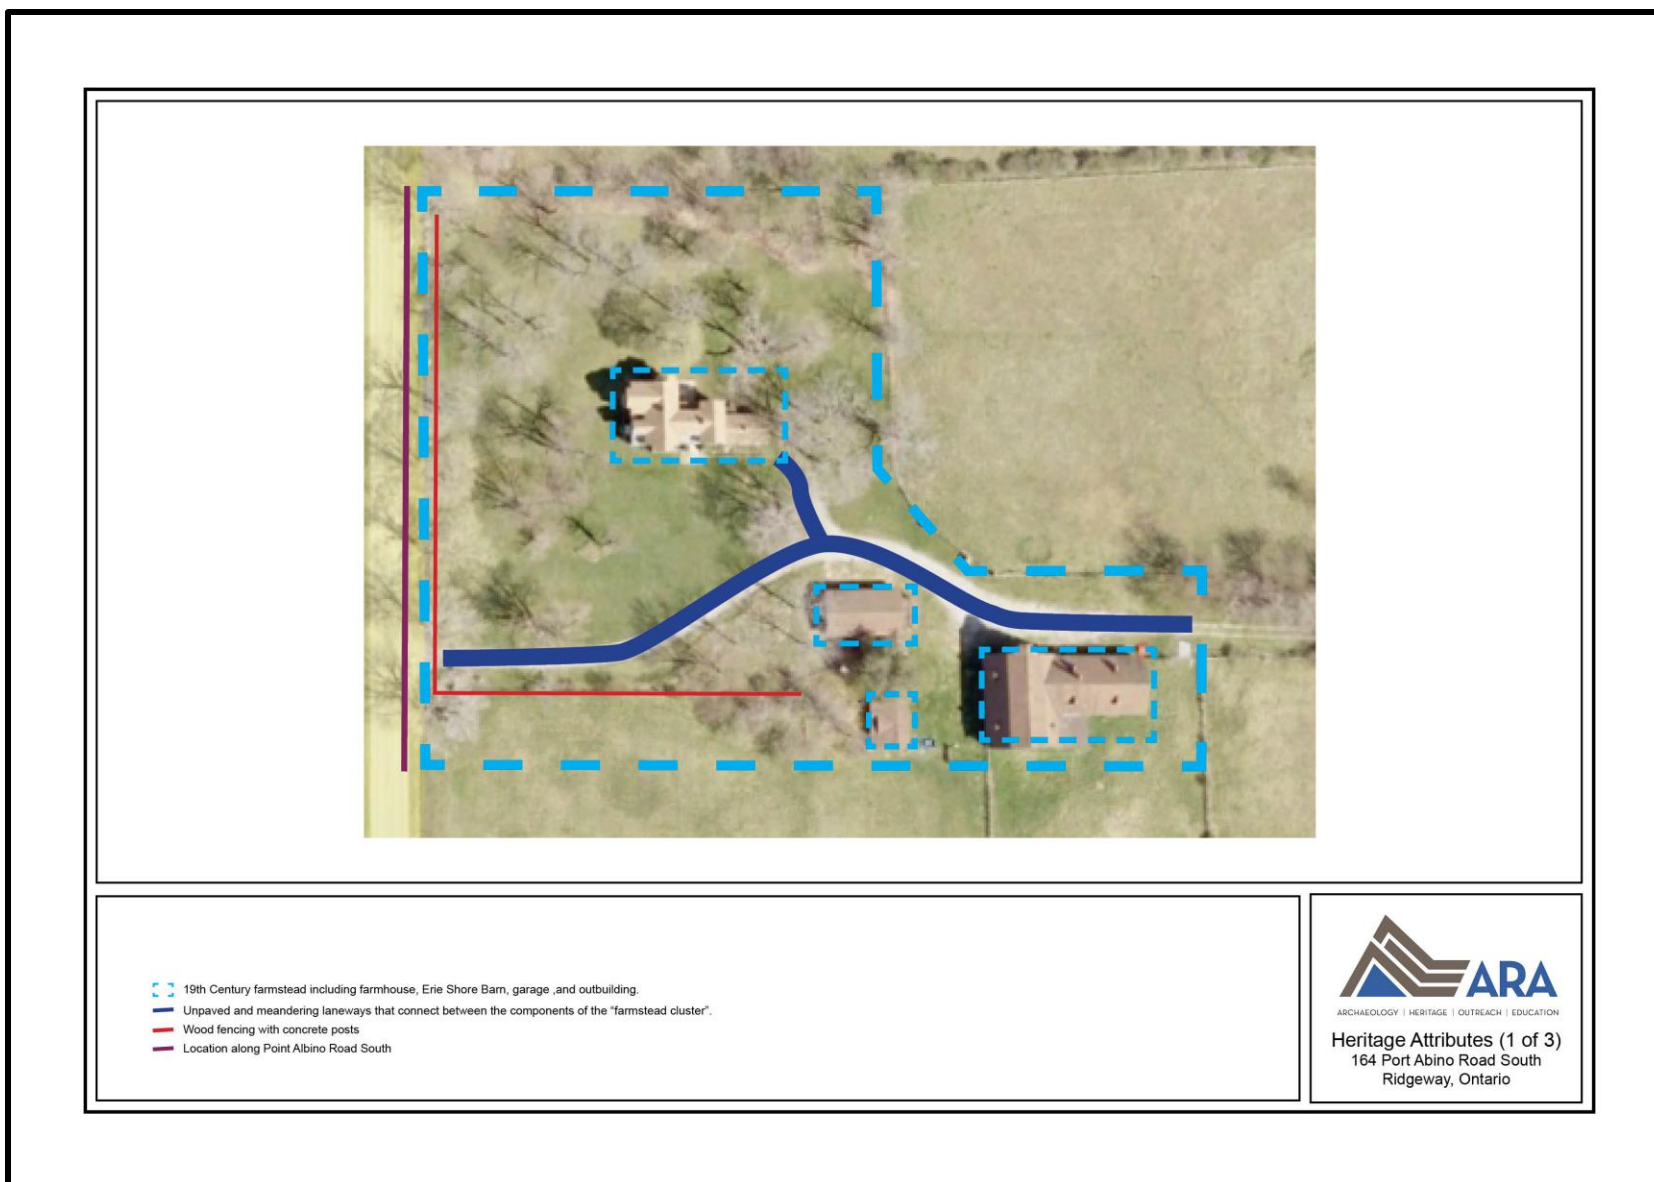 19th Century farmstead including farmhouse, Erie Shore Barn, garage ,and outbuilding.
Unpaved and meandering laneways that connect between the components of the "farmstead cluster".
Wood fencing with concrete posts
Location along Point Albino Road South
ARA
ARCHAEOLOGY | HERITAGE | OUTREACH | EDUCATION
Heritage Attributes (1 of 3)
164 Port Abino Road South
Ridgeway, Ontario